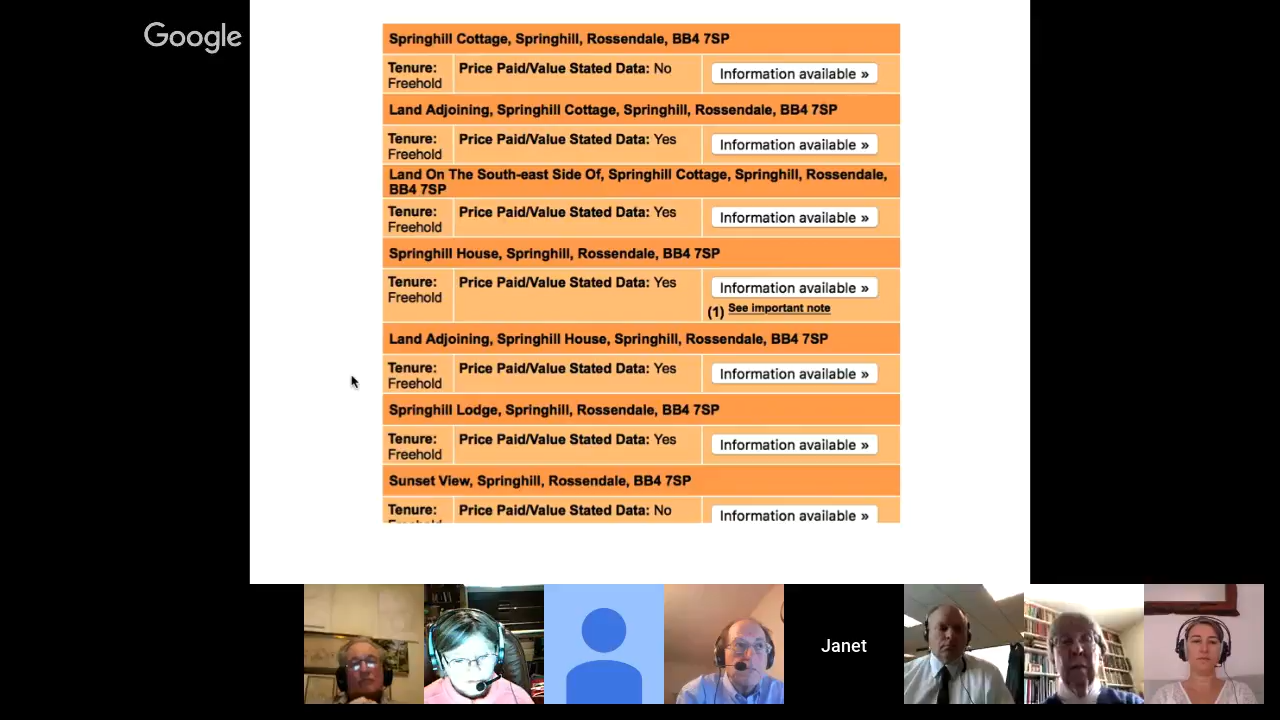 Google
Springhill Cottage, Springhill, Rossendale, BB4 7SP
Tenure: Price Paid/Value Stated Data: No Information available »
Freehold
Land Adjoining, Springhill Cottage, Springhill, Rossendale, BB4 7SP
Tenure: Price Paid/Value Stated Data: Yes Information available »
Freehold
Land On The South-east Side Of, Springhill Cottage, Springhill, Rossendale,
BB4 7SP
Tenure: Price Paid/Value Stated Data: Yes Information available »
Freehold
Springhill House, Springhill, Rossendale, BB4 7SP
Tenure: Price Paid/Value Stated Data: Yes Information available »
Freehold
(1) See important note
Land Adjoining, Springhill House, Springhill, Rossendale, BB4 7SP
Tenure: Price Paid/Value Stated Data: Yes Information available »
Freehold
Springhill Lodge, Springhill, Rossendale, BB4 7SP
Tenure: Price Paid/Value Stated Data: Yes Information available »
Freehold
Sunset View, Springhill, Rossendale, BB4 7SP
Tenure: Price Paid/Value Stated Data: No Information available »
Janet